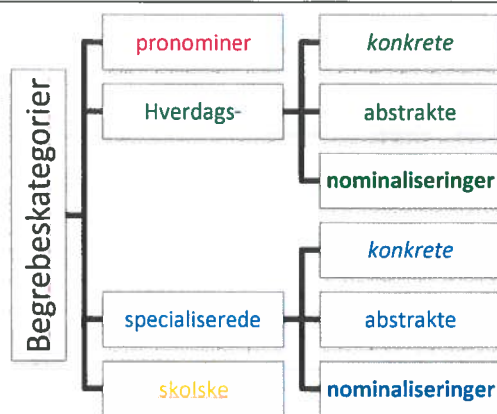 Begrebeskategorier
pronominer
Hverdags-
konkrete
abstrakte
nominaliseringer
specialiserede
konkrete
abstrakte
nominaliseringer
skolske